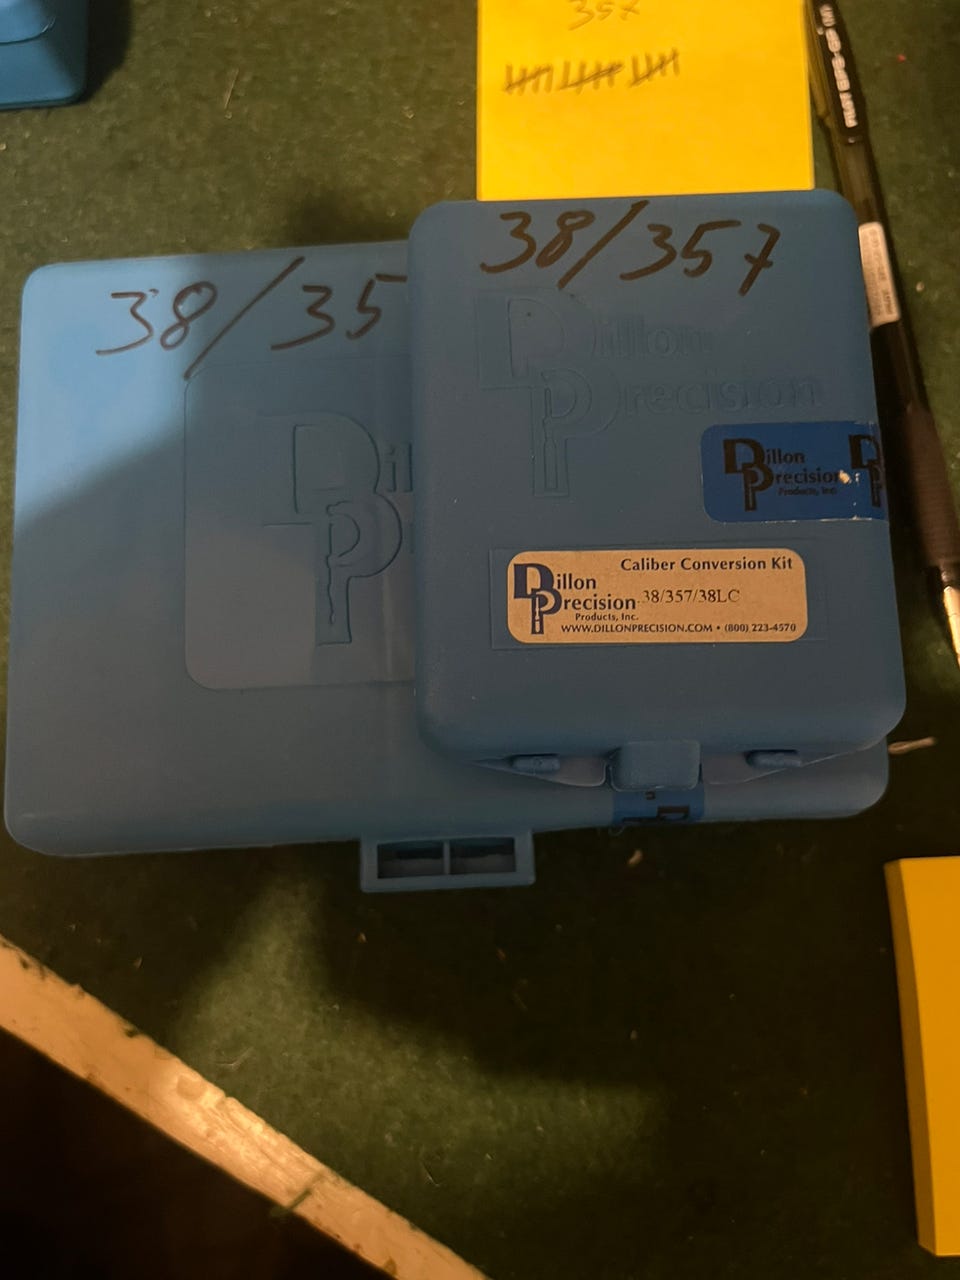 357
38/357
38/35
Dillon
Precision
Dillon
Precision
Products, Inc.
Caliber Conversion Kit
Dillon
Precision
Products, Inc.
38/357/38LC
WWW.DILLONPRECISION.COM • (800) 223-4570